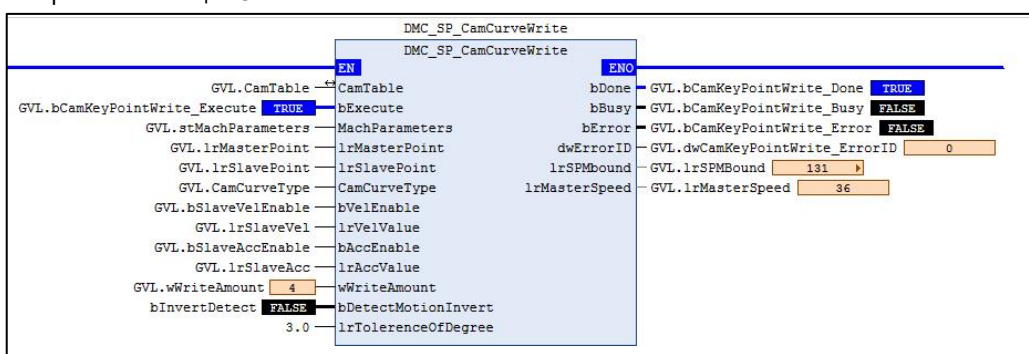 DMC_SP_CamCurveWrite
DMC_SP_CamCurveWrite
EN ENO
GVL.CamTable CamTable bDone GVL.bCamKeyPointWrite_Done TRUE
GVL.bCamKeyPointWrite_Execute TRUE bExecute bBusy GVL.bCamKeyPointWrite_Busy FALSE
GVL.stMachParameters MachParameters bError GVL.bCamKeyPointWrite_Error FALSE
GVL.lrMasterPoint lrMasterPoint dwErrorID GVL.dwCamKeyPointWrite_ErrorID 0
GVL.lrSlavePoint lrSlavePoint lrSPMbound GVL.lrSPMBound 131
GVL.CamCurveType CamCurveType lrMasterSpeed GVL.lrMasterSpeed 36
GVL.bSlaveVelEnable bVelEnable
GVL.lrSlaveVel lrVelValue
GVL.bSlaveAccEnable bAccEnable
GVL.lrSlaveAcc lrAccValue
GVL.wWriteAmount 4 wWriteAmount
bInvertDetect FALSE bDetectMotionInvert
3.0 lrTolerenceOfDegree